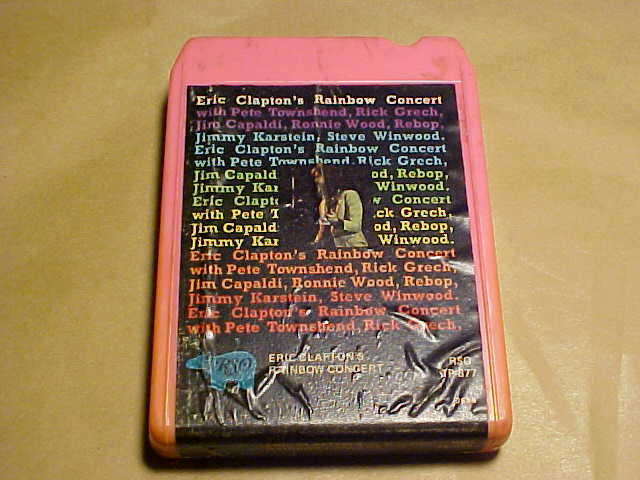 Eric Clapton's Rainbow Concert
with Pete Townshend, Rick Grech,
Jim Capaldi, Ronnie Wood, Rebop,
Jimmy Karstein, Steve Winwood.
Eric Clapton's Rainbow Concert
with Pete Townshend, Rick Grech,
Jim Capald od, Rebop,
Jimmy Kar Winwood.
Eric Clapto w Concert
with Pete T ck Grech,
Jim Capald od, Rebop,
Jimmy Kar Winwood.
Eric Clapton's Rainbow Concert
with Pete Townshend, Rick Grech,
Jim Capaldi, Ronnie Wood, Rebop,
Jimmy Karstein, Steve Winwood.
Eric Clapton's Rainbow Concert
with Pete Townshend, Rick Grech,
RSO
ERIC CLAPTON'S
RAINBOW CONCERT
RSO
TP-877